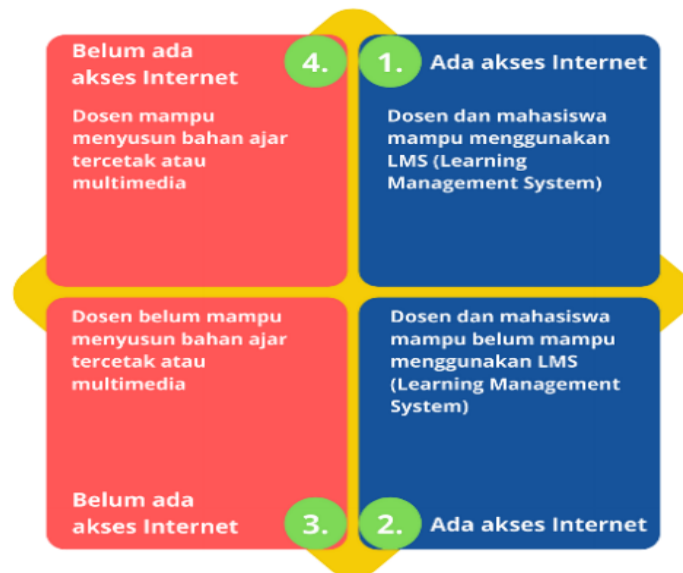 Belum ada
akses Internet
4.
Dosen mampu
menyusun bahan ajar
tercetak atau
multimedia
1.
Ada akses Internet
Dosen dan mahasiswa
mampu menggunakan
LMS (Learning
Management System)
Dosen belum mampu
menyusun bahan ajar
tercetak atau
multimedia
Belum ada
akses Internet
3.
Dosen dan mahasiswa
mampu belum mampu
menggunakan LMS
(Learning Management
System)
2.
Ada akses Internet